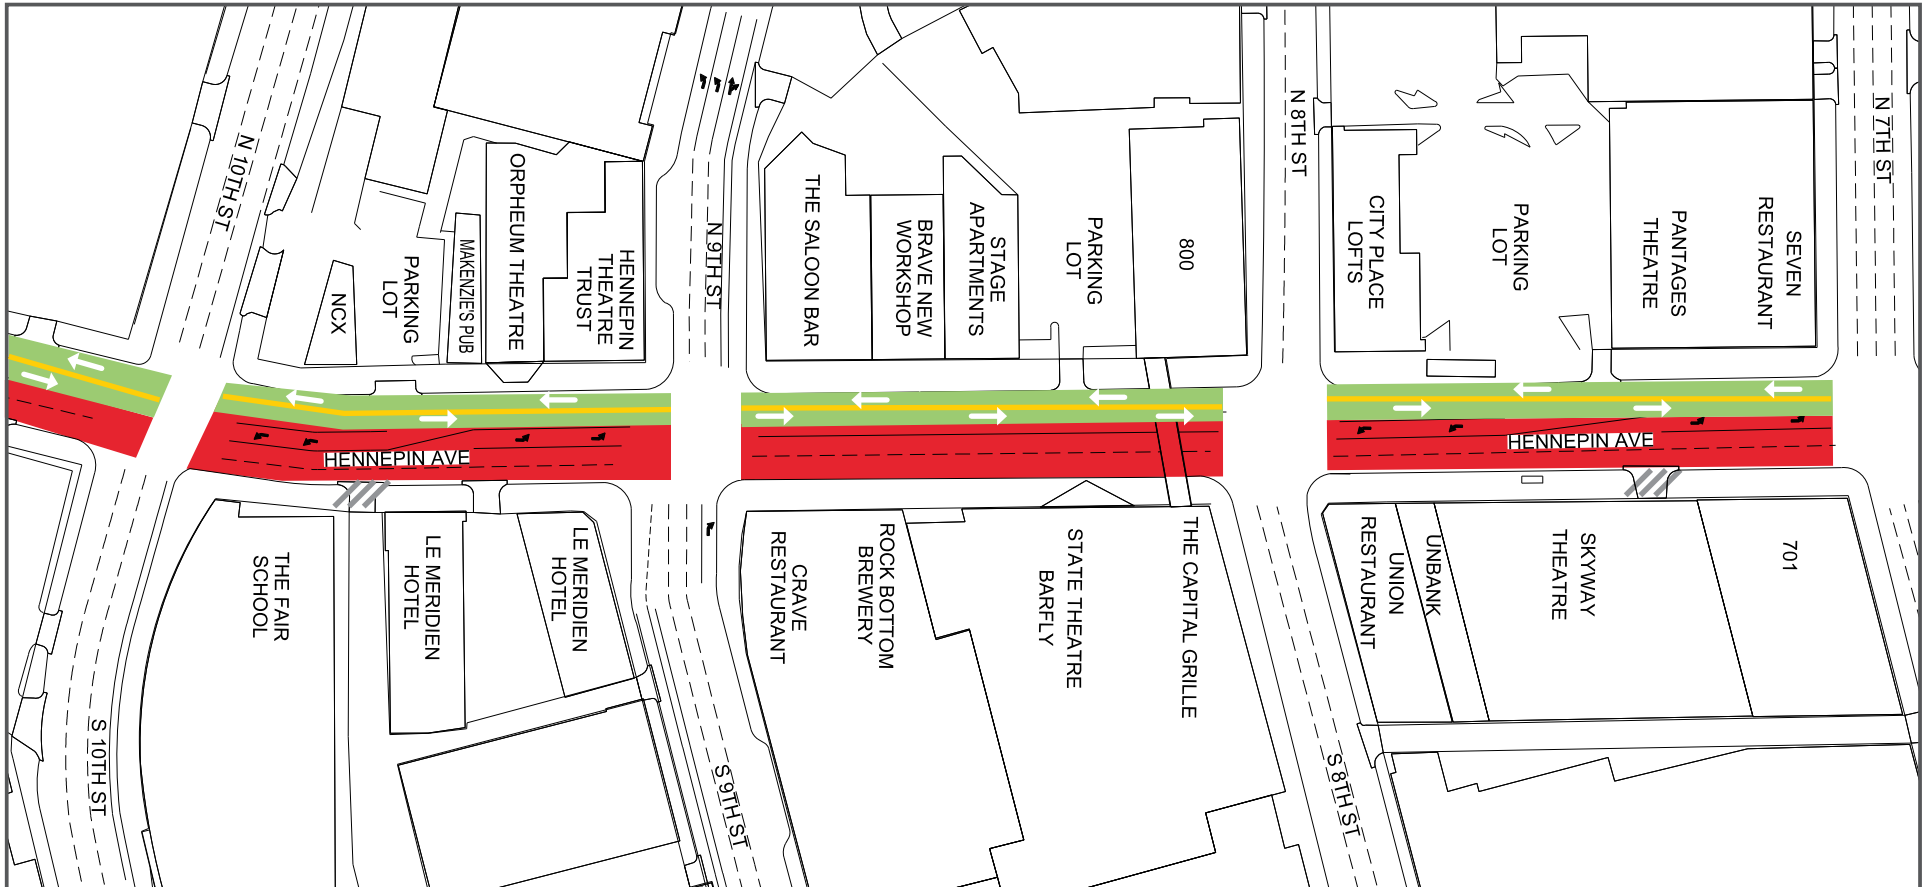 N 10TH ST
NCX
PARKING
LOT
MAKENZIE'S PUB
ORPHEUM THEATRE
HENNEPIN
THEATRE
TRUST
N 9TH ST
THE SALOON BAR
BRAVE NEW
WORKSHOP
STAGE
APARTMENTS
PARKING
LOT
800
N 8TH ST
CITY PLACE
LOFTS
PARKING
LOT
PANTAGES
THEATRE
SEVEN
RESTAURANT
N 7TH ST
HENNEPIN AVE
HENNEPIN AVE
S 10TH ST
THE FAIR
SCHOOL
LE MERIDIEN
HOTEL
LE MERIDIEN
HOTEL
S 9TH ST
CRAVE
RESTAURANT
ROCK BOTTOM
BREWERY
STATE THEATRE
BARFLY
THE CAPITAL GRILLE
S 8TH ST
UNION
RESTAURANT
UNBANK
SKYWAY
THEATRE
701